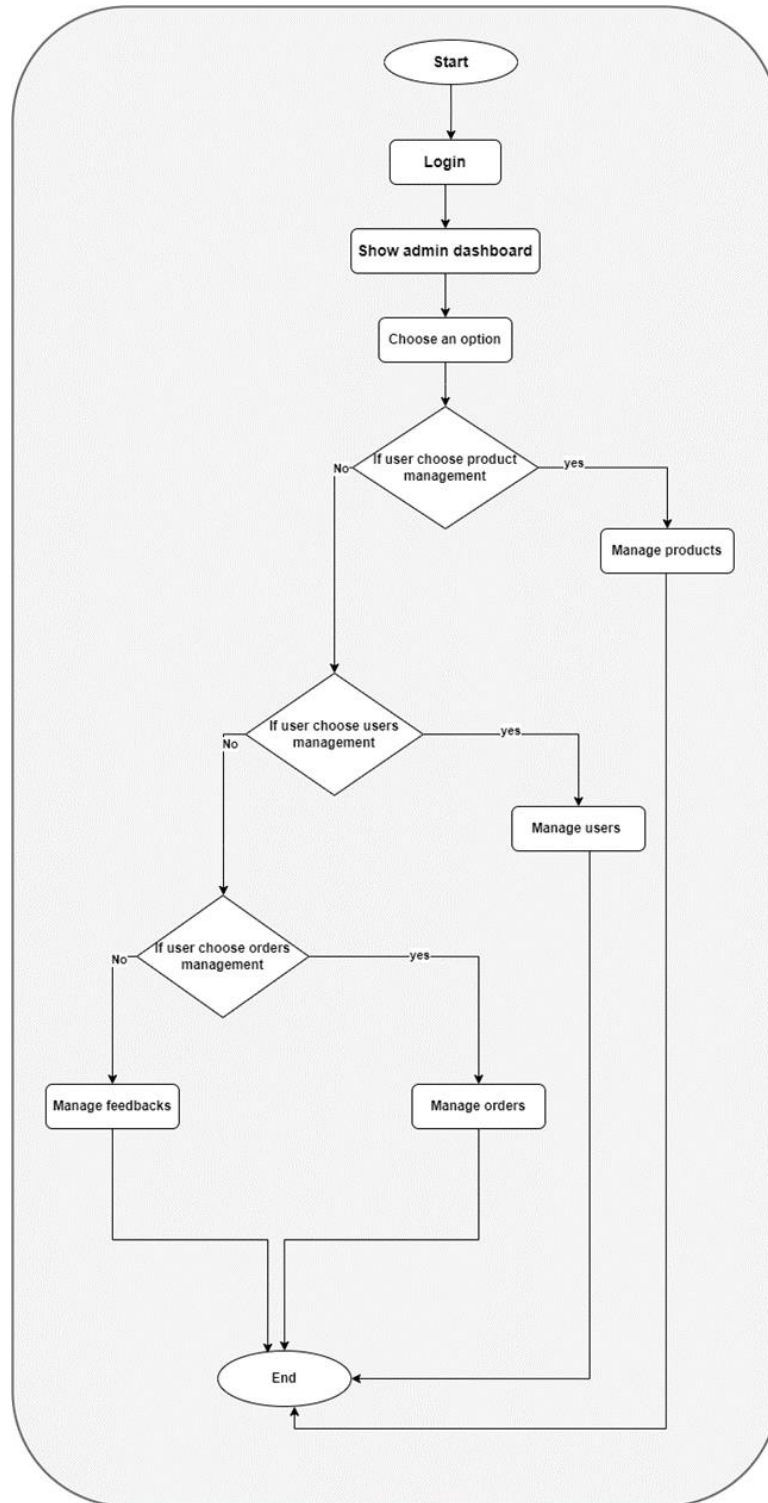 Start
Login
Show admin dashboard
Choose an option
If user choose product
management
No
yes
Manage products
If user choose users
management
No
yes
Manage users
If user choose orders
management
No
yes
Manage feedbacks
Manage orders
End